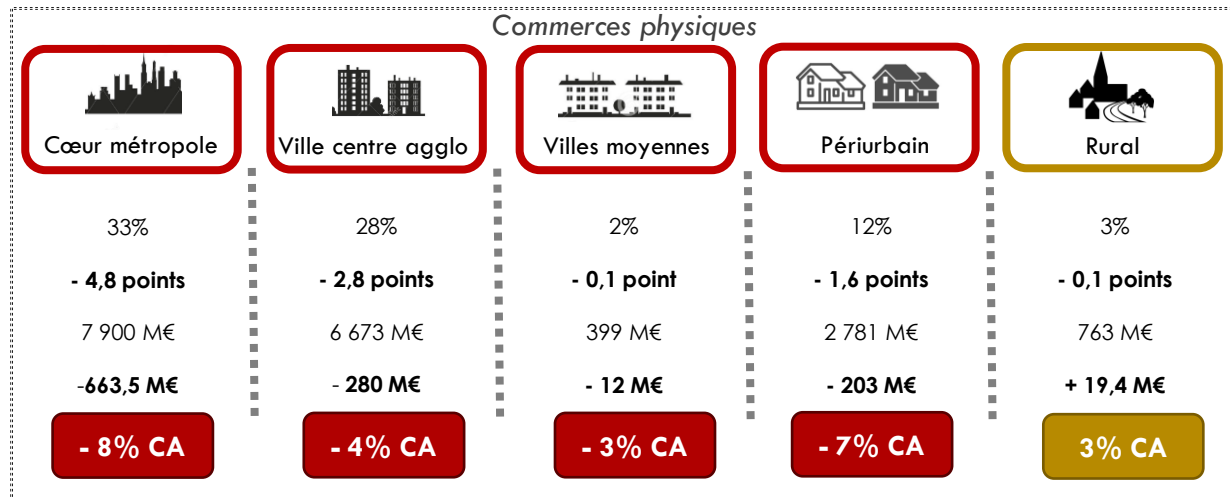 Commerces physiques
Cœur métropole
Ville centre agglo
Villes moyennes
Périurbain
Rural
33%
28%
2%
12%
3%
- 4,8 points
- 2,8 points
- 0,1 point
- 1,6 points
- 0,1 points
7 900 M€
6 673 M€
399 M€
2 781 M€
763 M€
-663,5 M€
- 280 M€
- 12 M€
- 203 M€
+ 19,4 M€
- 8% CA
- 4% CA
- 3% CA
- 7% CA
3% CA